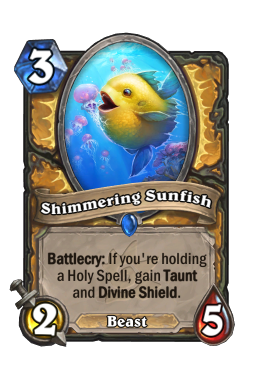 3
Shimmering Sunfish
Battlecry: If you're holding
a Holy Spell, gain Taunt
and Divine Shield.
2
Beast
5